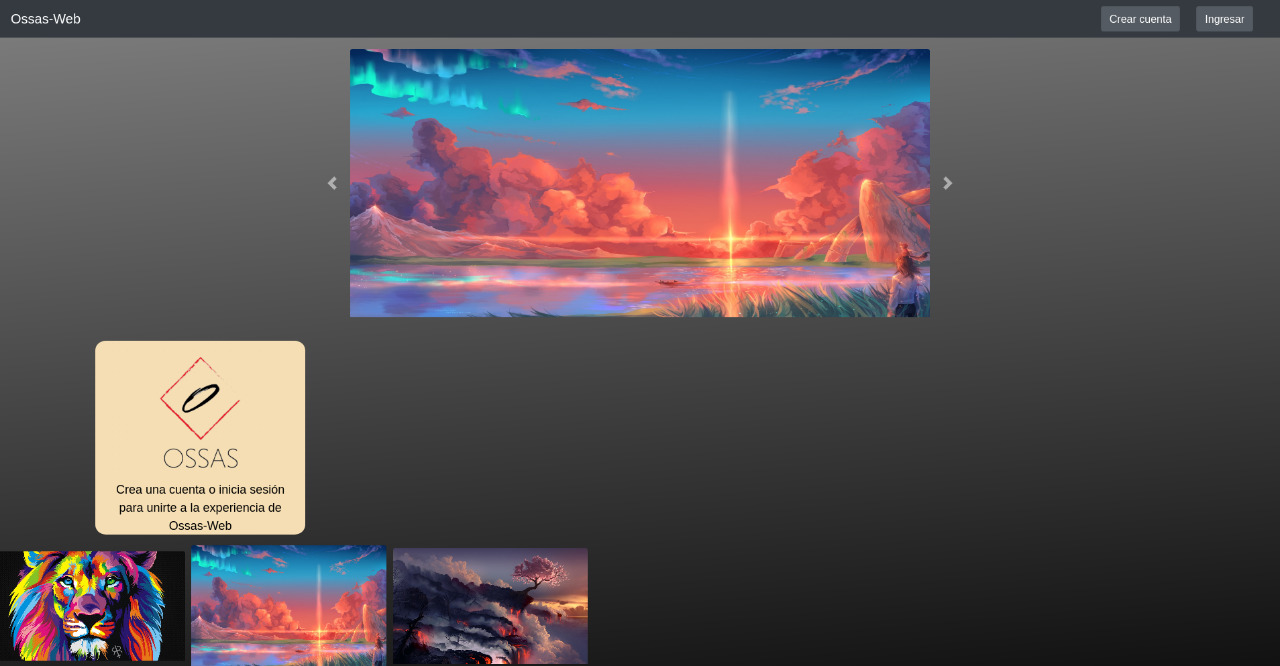 Ossas-Web
Crear cuenta
Ingresar
OSSAS
Crea una cuenta o inicia sesión
para unirte a la experiencia de
Ossas-Web